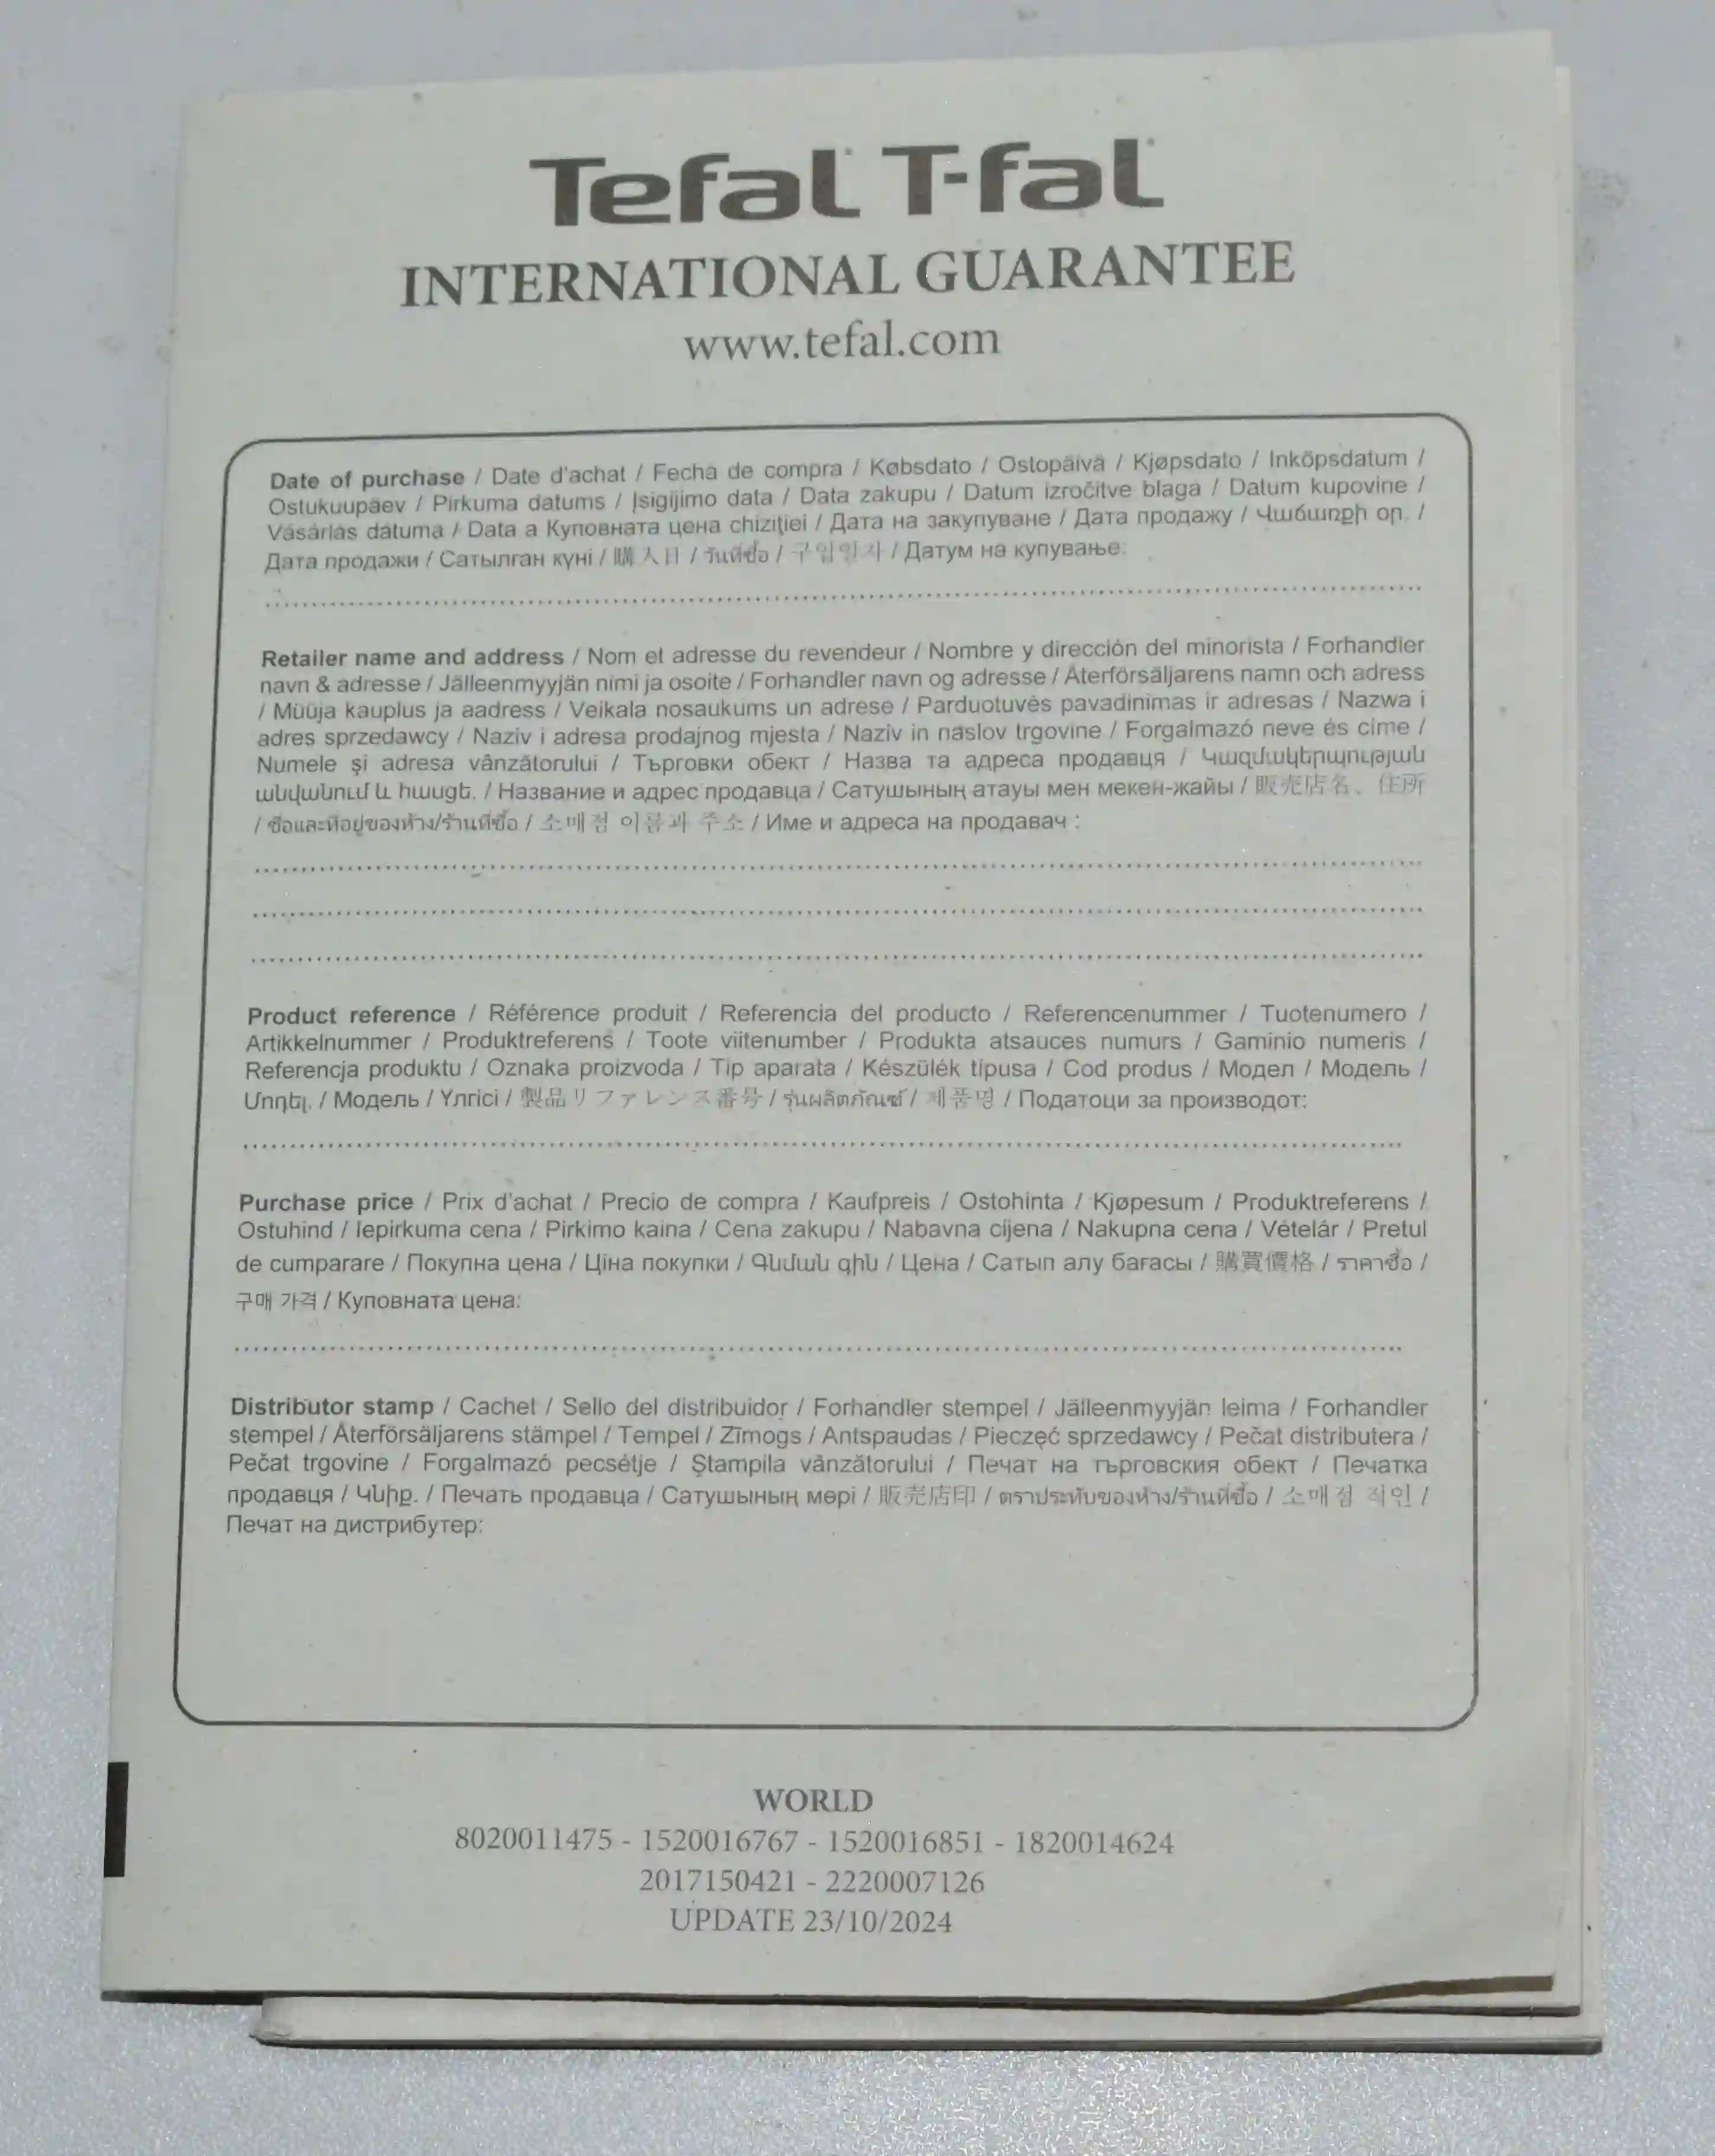 Tefal T-fal
INTERNATIONAL GUARANTEE
www.tefal.com
Date of purchase / Date d'achat / Fecha de compra / Købsdato / Ostopäivä / Kjøpsdato / Inköpsdatum /
Ostukuupäev / Pirkuma datums / Įsigijimo data / Data zakupu / Datum izročitve blaga / Datum kupovine /
Vásárlás dátuma / Data a Куповната цена chiziţiei / Дата на закупуване / Дата продажу / Վաճառքի օր. /
Дата продажи / Сатылған күні / 購入日 / วันที่ซื้อ / 구입일자 / Датум на купување:
Retailer name and address / Nom et adresse du revendeur / Nombre y dirección del minorista / Forhandler
navn & adresse / Jälleenmyyjän nimi ja osoite / Forhandler navn og adresse / Återförsäljarens namn och adress
/ Müüja kauplus ja aadress / Veikala nosaukums un adrese / Parduotuvės pavadinimas ir adresas / Nazwa i
adres sprzedawcy / Naziv i adresa prodajnog mjesta / Naziv in naslov trgovine / Forgalmazó neve és címe /
Numele şi adresa vânzătorului / Търговки обект / Назва та адреса продавця / Կազմակերպության
անվանում և հասցե. / Название и адрес продавца / Сатушының атауы мен мекен-жайы / 販売店名、住所
/ ชื่อและที่อยู่ของห้าง/ร้านที่ซื้อ / 소매점 이름과 주소 / Име и адреса на продавач :
Product reference / Référence produit / Referencia del producto / Referencenummer / Tuotenumero /
Artikkelnummer / Produktreferens / Toote viitenumber / Produkta atsauces numurs / Gaminio numeris /
Referencja produktu / Oznaka proizvoda / Tip aparata / Készülék típusa / Cod produs / Модел / Модель /
Մոդել. / Модель / Үлгісі / 製品リファレンス番号 / รุ่นผลิตภัณฑ์ / 제품명 / Податоци за производот:
Purchase price / Prix d'achat / Precio de compra / Kaufpreis / Ostohinta / Kjøpesum / Produktreferens /
Ostuhind / Iepirkuma cena / Pirkimo kaina / Cena zakupu / Nabavna cijena / Nakupna cena / Vételár / Pretul
de cumparare / Покупна цена / Ціна покупки / Գնման գին / Цена / Сатып алу бағасы / 購買價格 / ราคาซื้อ /
구매 가격 / Куповната цена:
Distributor stamp / Cachet / Sello del distribuidor / Forhandler stempel / Jälleenmyyjän leima / Forhandler
stempel / Återförsäljarens stämpel / Tempel / Zīmogs / Antspaudas / Pieczęć sprzedawcy / Pečat distributera /
Pečat trgovine / Forgalmazó pecsétje / Ştampila vânzătorului / Печат на търговския обект / Печатка
продавця / Կնիք. / Печать продавца / Сатушының мөрі / 販売店印 / ตราประทับของห้าง/ร้านที่ซื้อ / 소매점 직인 /
Печат на дистрибутер:
WORLD
8020011475 - 1520016767 - 1520016851 - 1820014624
2017150421 - 2220007126
UPDATE 23/10/2024